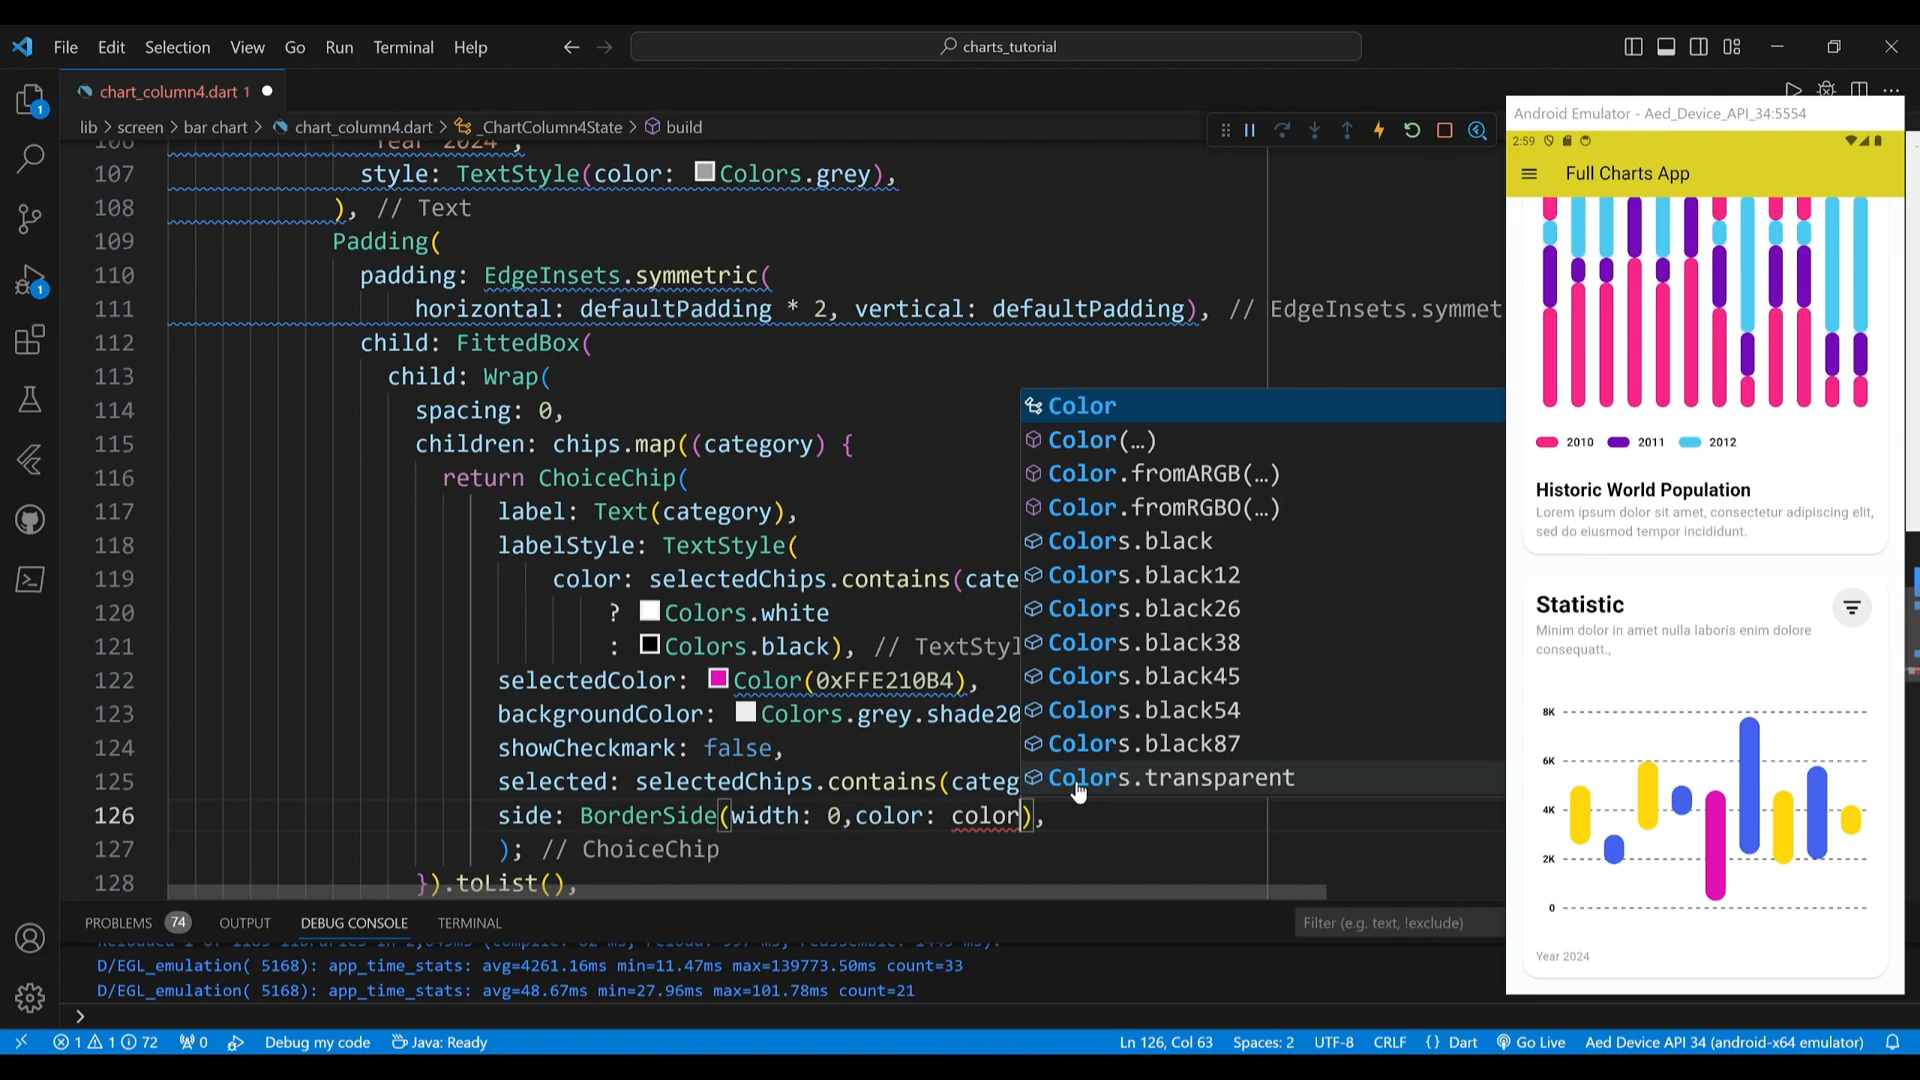 File Edit Selection View Go Run Terminal Help
charts_tutorial
chart_column4.dart 1
lib > screen > bar chart > chart_column4.dart > _ChartColumn4State > build
106 "Year 2024",
107 style: TextStyle(color: Colors.grey),
108 ), // Text
109 Padding(
110 padding: EdgeInsets.symmetric(
111 horizontal: defaultPadding * 2, vertical: defaultPadding), // EdgeInsets.symmet
112 child: FittedBox(
113 child: Wrap(
114 spacing: 0,
115 children: chips.map((category) {
116 return ChoiceChip(
117 label: Text(category),
118 labelStyle: TextStyle(
119 color: selectedChips.contains(cate
120 ? Colors.white
121 : Colors.black), // TextStyl
122 selectedColor: Color(0xFFE210B4),
123 backgroundColor: Colors.grey.shade20
124 showCheckmark: false,
125 selected: selectedChips.contains(categ
126 side: BorderSide(width: 0,color: color),
127 ); // ChoiceChip
128 }).toList(),
Color
Color(…)
Color.fromARGB(…)
Color.fromRGBO(…)
Colors.black
Colors.black12
Colors.black26
Colors.black38
Colors.black45
Colors.black54
Colors.black87
Colors.transparent
PROBLEMS 74 OUTPUT DEBUG CONSOLE TERMINAL
Filter (e.g. text, !exclude)
D/EGL_emulation( 5168): app_time_stats: avg=4261.16ms min=11.47ms max=139773.50ms count=33
D/EGL_emulation( 5168): app_time_stats: avg=48.67ms min=27.96ms max=101.78ms count=21
>
1 1 72 0 Debug my code Java: Ready
Ln 126, Col 63 Spaces: 2 UTF-8 CRLF {} Dart Go Live Aed Device API 34 (android-x64 emulator)
Android Emulator - Aed_Device_API_34:5554
2:59
Full Charts App
2010 2011 2012
Historic World Population
Lorem ipsum dolor sit amet, consectetur adipiscing elit,
sed do eiusmod tempor incididunt.
Statistic
Minim dolor in amet nulla laboris enim dolore
consequatt.,
8K
6K
4K
2K
0
Year 2024